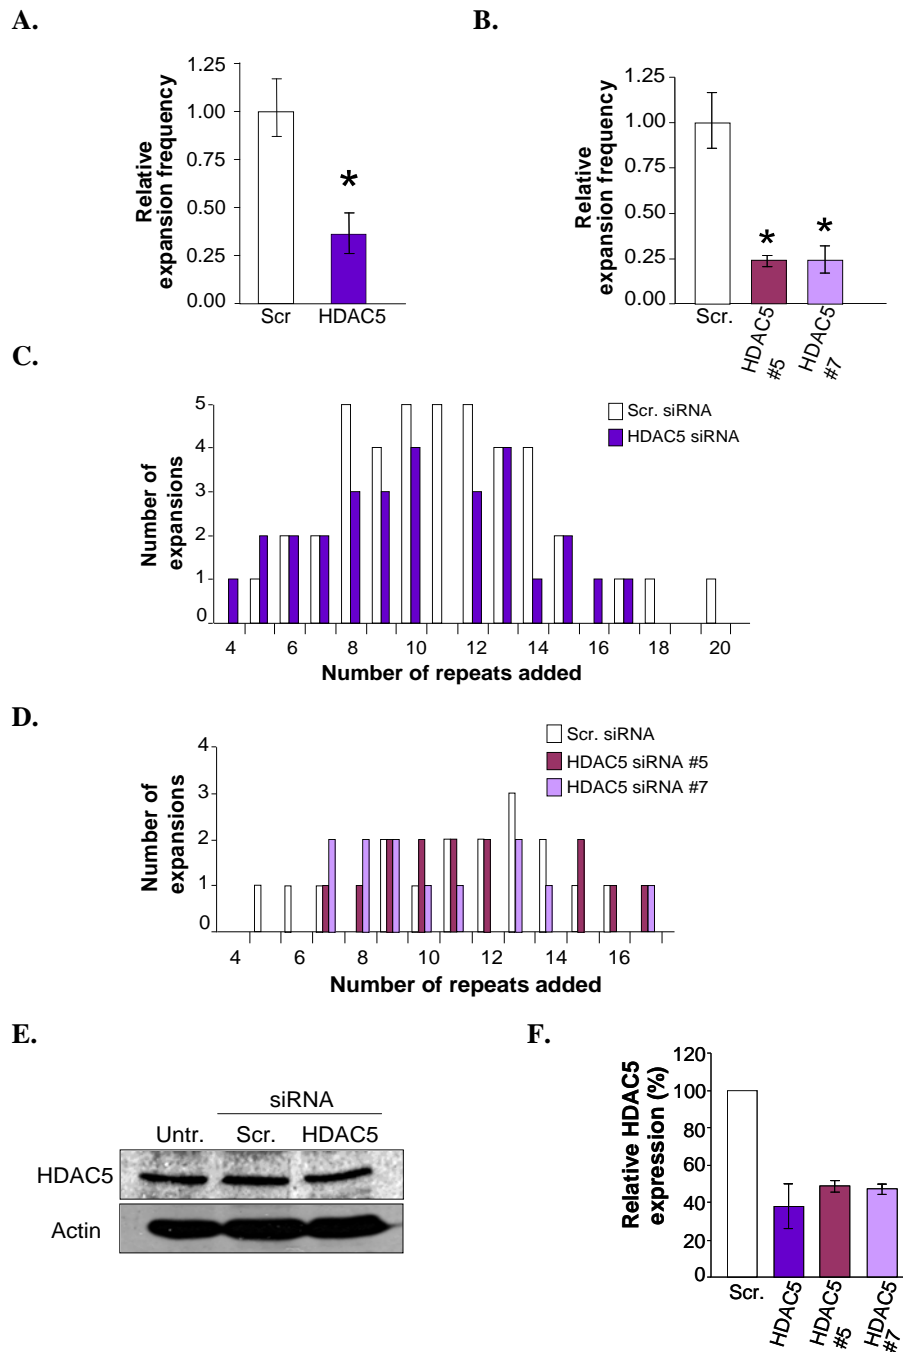 A.
Relative
expansion frequency
1.25
1.00
0.75
0.50
0.25
0.00
*
Scr
HDAC5
B.
Relative
expansion frequency
1.25
1.00
0.75
0.50
0.25
0.00
*
*
Scr.
HDAC5
#5
HDAC5
#7
C.
Number of
expansions
5
4
3
2
1
0
Scr. siRNA
HDAC5 siRNA
4 6 8 10 12 14 16 18 20
Number of repeats added
D.
Number of
expansions
4
3
2
1
0
Scr. siRNA
HDAC5 siRNA #5
HDAC5 siRNA #7
4 6 8 10 12 14 16
Number of repeats added
E.
siRNA
Untr. Scr. HDAC5
HDAC5
Actin
F.
Relative HDAC5
expression (%)
120
100
80
60
40
20
0
Scr.
HDAC5
HDAC5
#5
HDAC5
#7